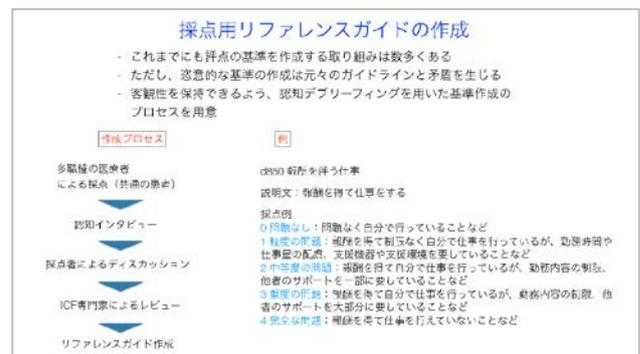 採点用リファレンスガイドの作成
- これまでにも評点の基準を作成する取り組みは数多くある
- ただし、恣意的な基準の作成は元々のガイドラインと矛盾を生じる
- 客観性を保持できるよう、認知デブリーフィングを用いた基準作成の
プロセスを用意
作成プロセス
多職種の医療者
による採点（共通の患者）
認知インタビュー
採点者によるディスカッション
ICF専門家によるレビュー
リファレンスガイド作成
例
d850 報酬を伴う仕事
説明文：報酬を得て仕事をする
採点例
0 問題なし：問題なく自分で行っていることなど
1 軽度の問題：報酬を得て制限なく自分で仕事を行っているが、勤務時間や
仕事量の配慮、支援機器や支援環境を要していることなど
2 中等度の問題：報酬を得て自分で仕事を行っているが、勤務内容の制限、
他者のサポートを一部に要していることなど
3 重度の問題：報酬を得て自分で仕事を行っているが、勤務内容の制限、他
者のサポートを大部分に要していることなど
4 完全な問題：報酬を得て仕事を行えていないことなど